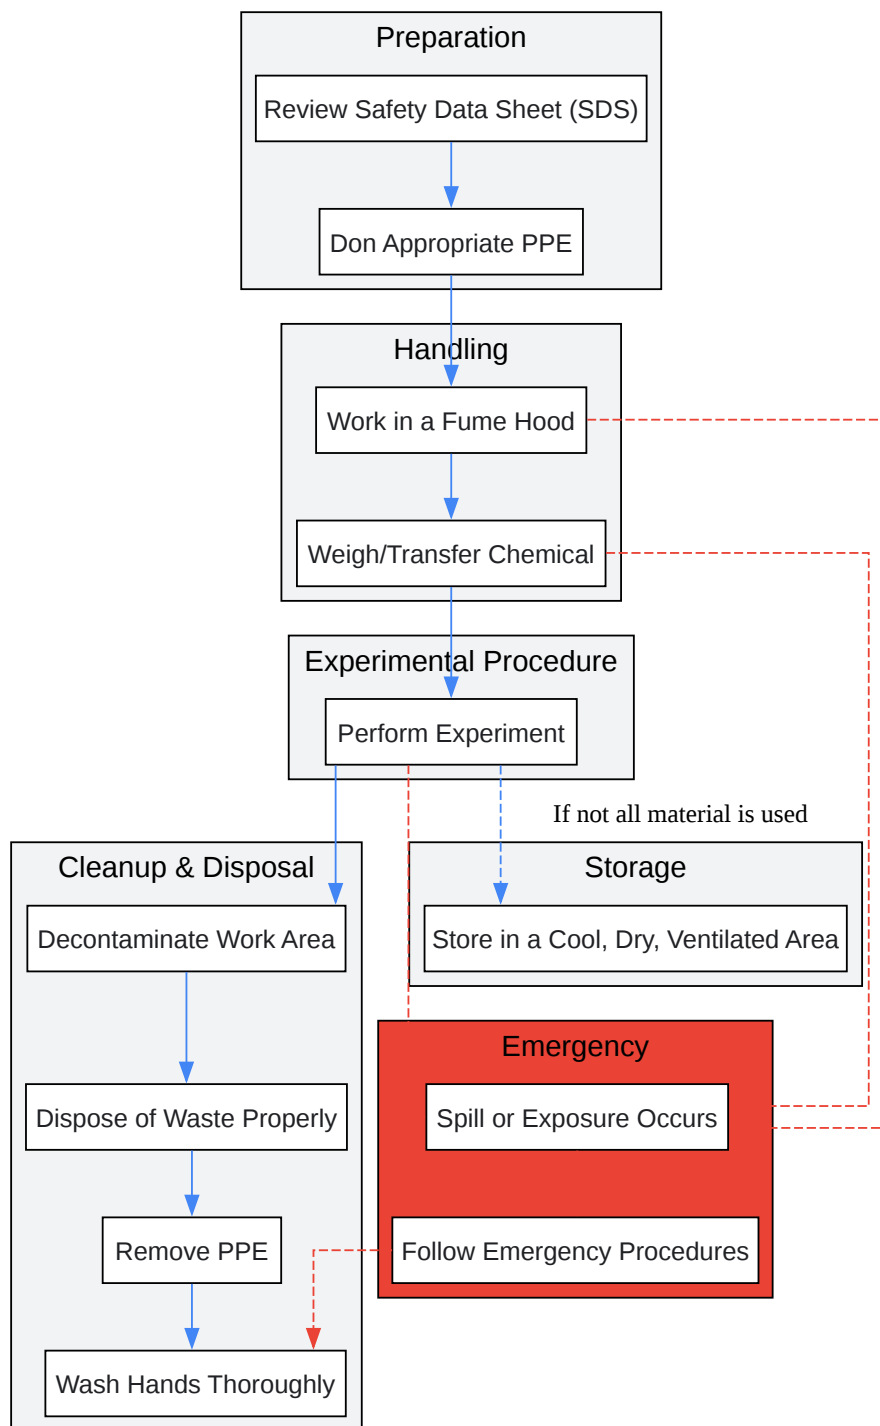 Preparation
Review Safety Data Sheet (SDS)
Don Appropriate PPE
Handling
Work in a Fume Hood
Weigh/Transfer Chemical
Experimental Procedure
Perform Experiment
If not all material is used
Cleanup & Disposal
Storage
Decontaminate Work Area
Store in a Cool, Dry, Ventilated Area
Emergency
Dispose of Waste Properly
Spill or Exposure Occurs
Remove PPE
Follow Emergency Procedures
Wash Hands Thoroughly